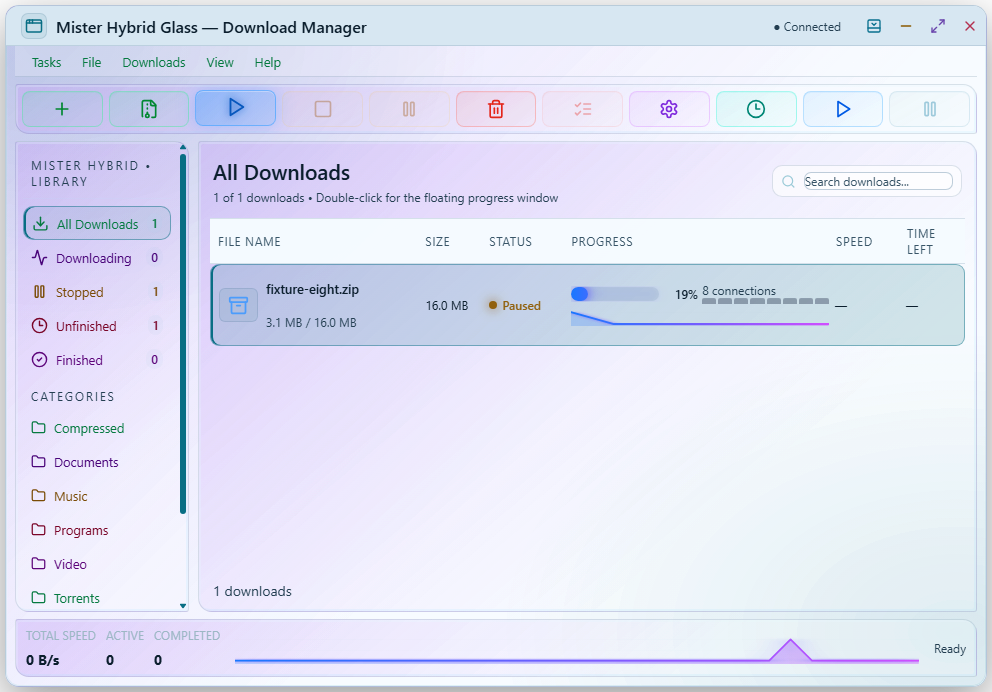 Mister Hybrid Glass — Download Manager
• Connected
Tasks File Downloads View Help
MISTER HYBRID •
LIBRARY
All Downloads 1
Downloading 0
Stopped 1
Unfinished 1
Finished 0
CATEGORIES
Compressed
Documents
Music
Programs
Video
Torrents
All Downloads
1 of 1 downloads • Double-click for the floating progress window
Search downloads...
FILE NAME SIZE STATUS PROGRESS SPEED TIME LEFT
fixture-eight.zip
3.1 MB / 16.0 MB
16.0 MB
Paused
19%
8 connections
—
—
1 downloads
TOTAL SPEED ACTIVE COMPLETED
0 B/s 0 0
Ready